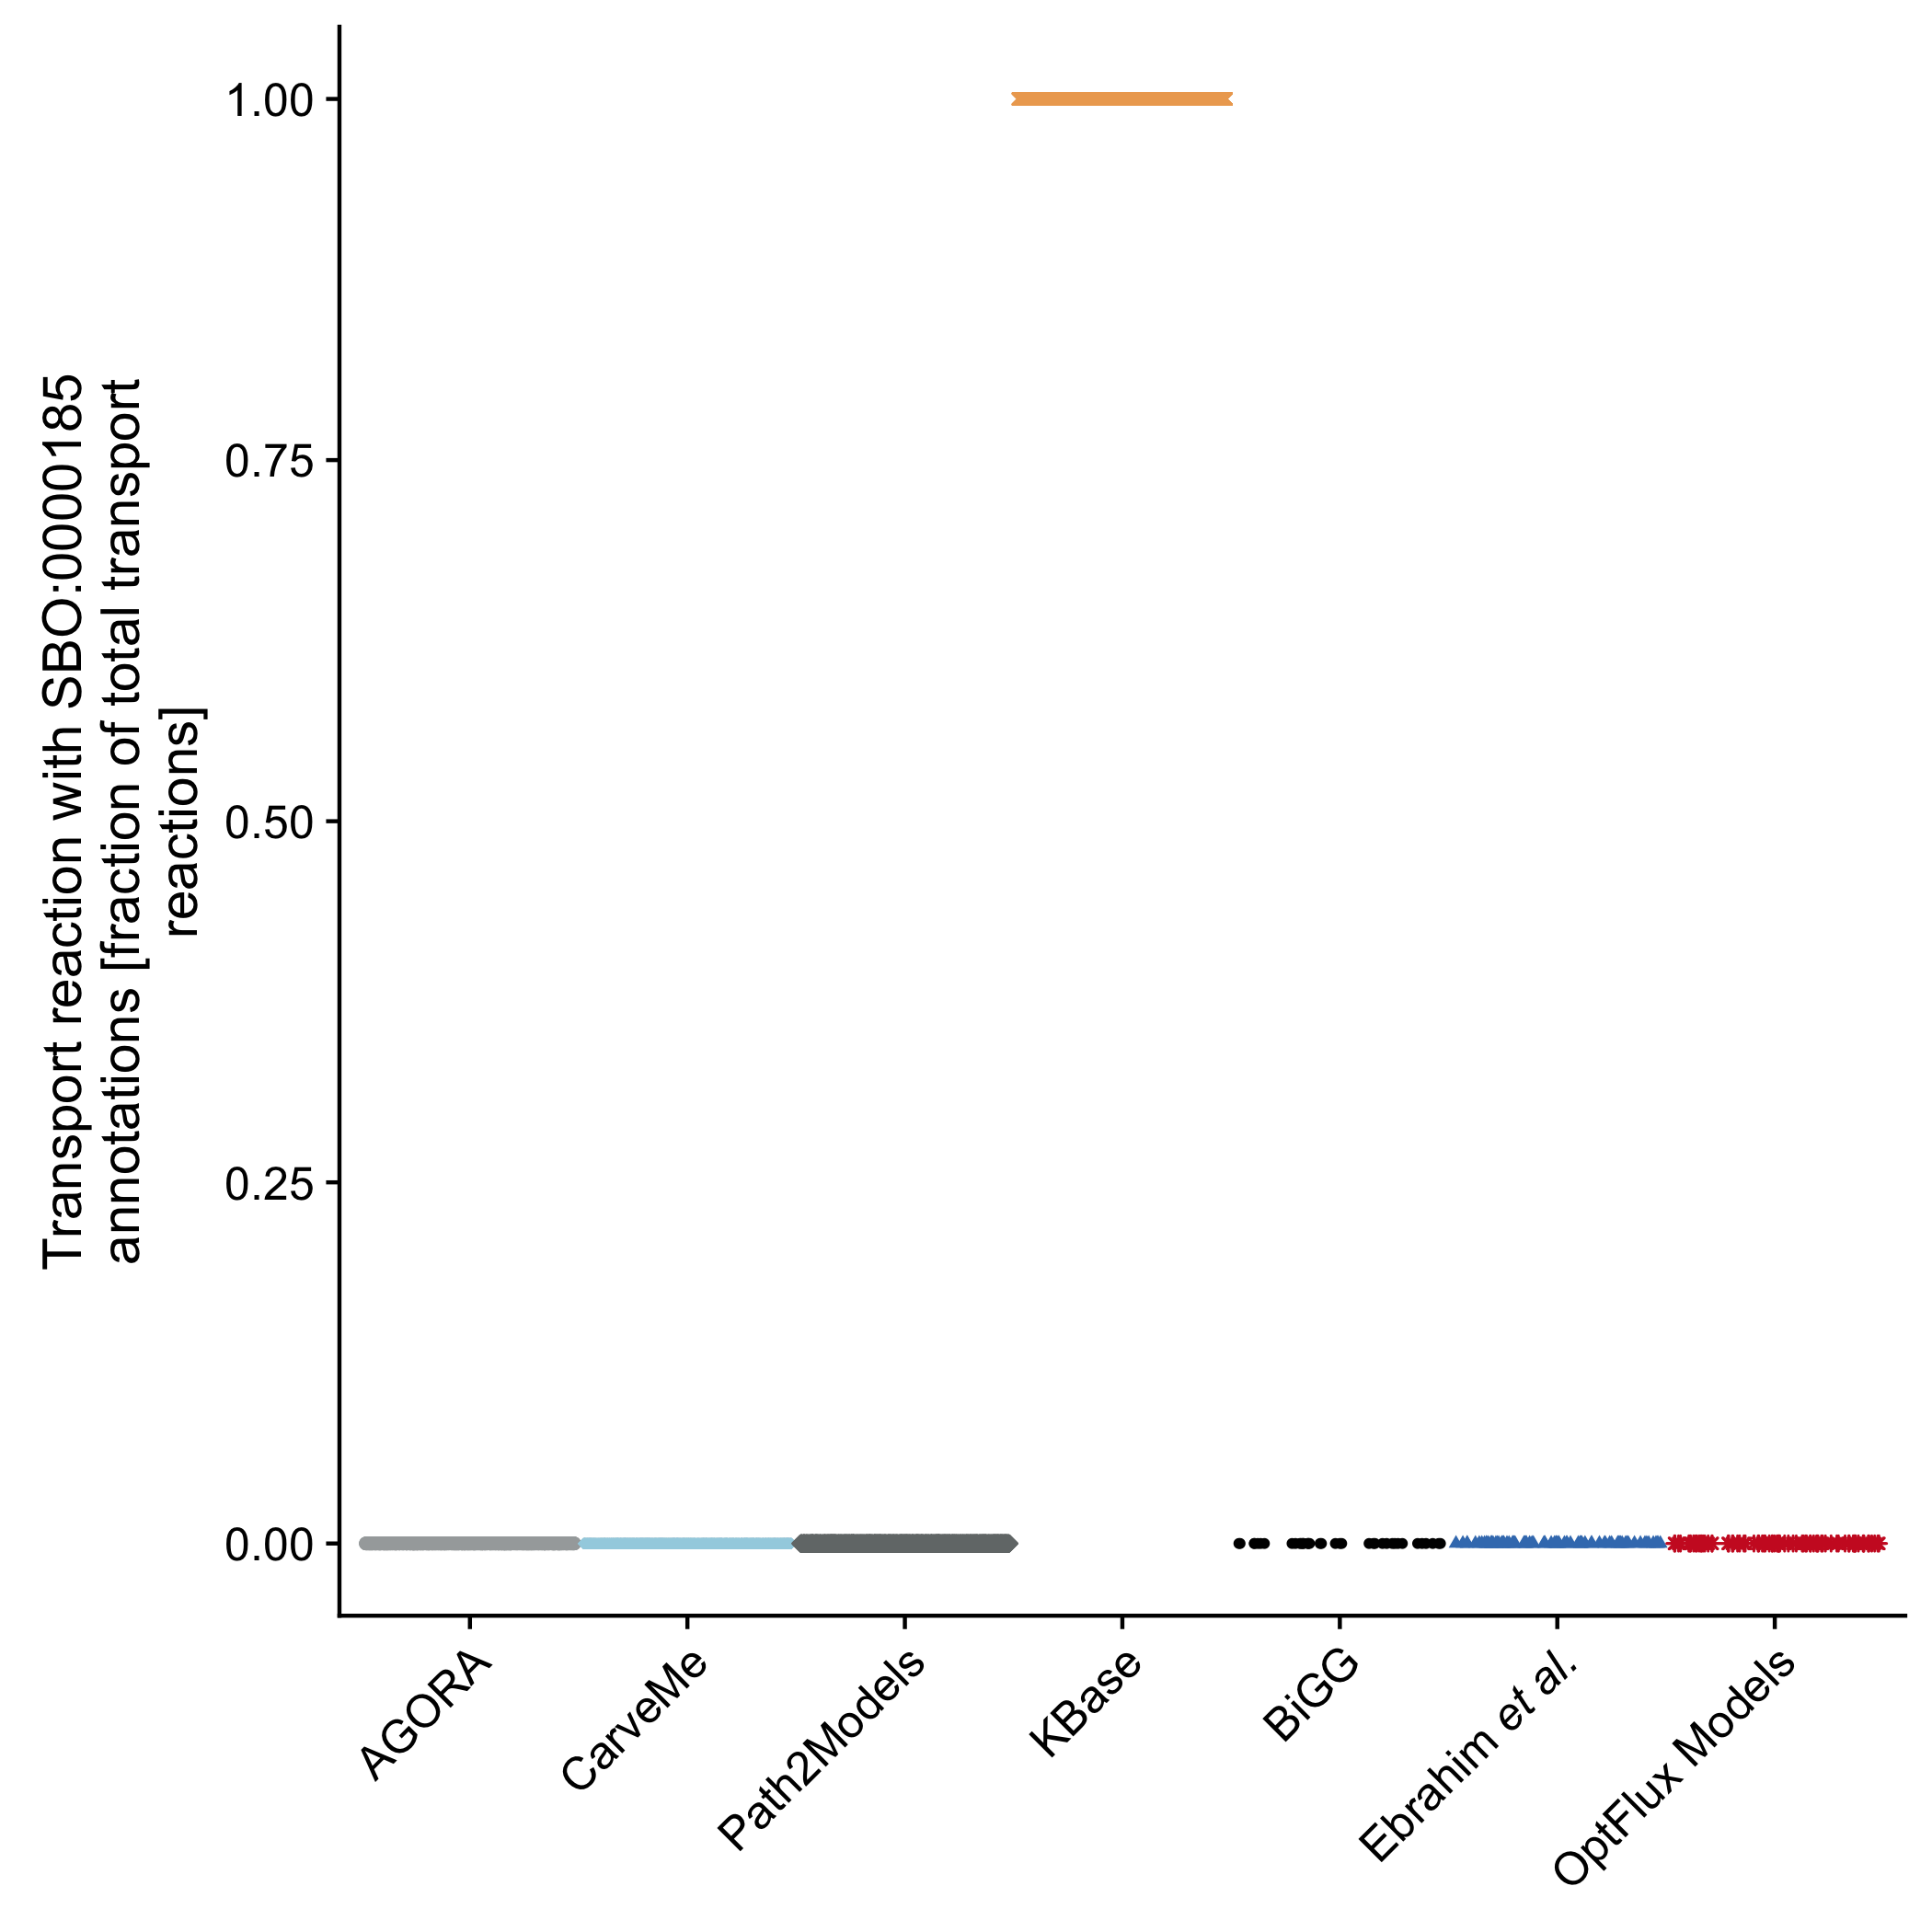 Transport reaction with SBO:0000185
annotations [fraction of total transport
reactions]
1.00
0.75
0.50
0.25
0.00
AGORA
CarveMe
Path2Models
KBase
BiGG
Ebrahim et al.
OptFlux Models